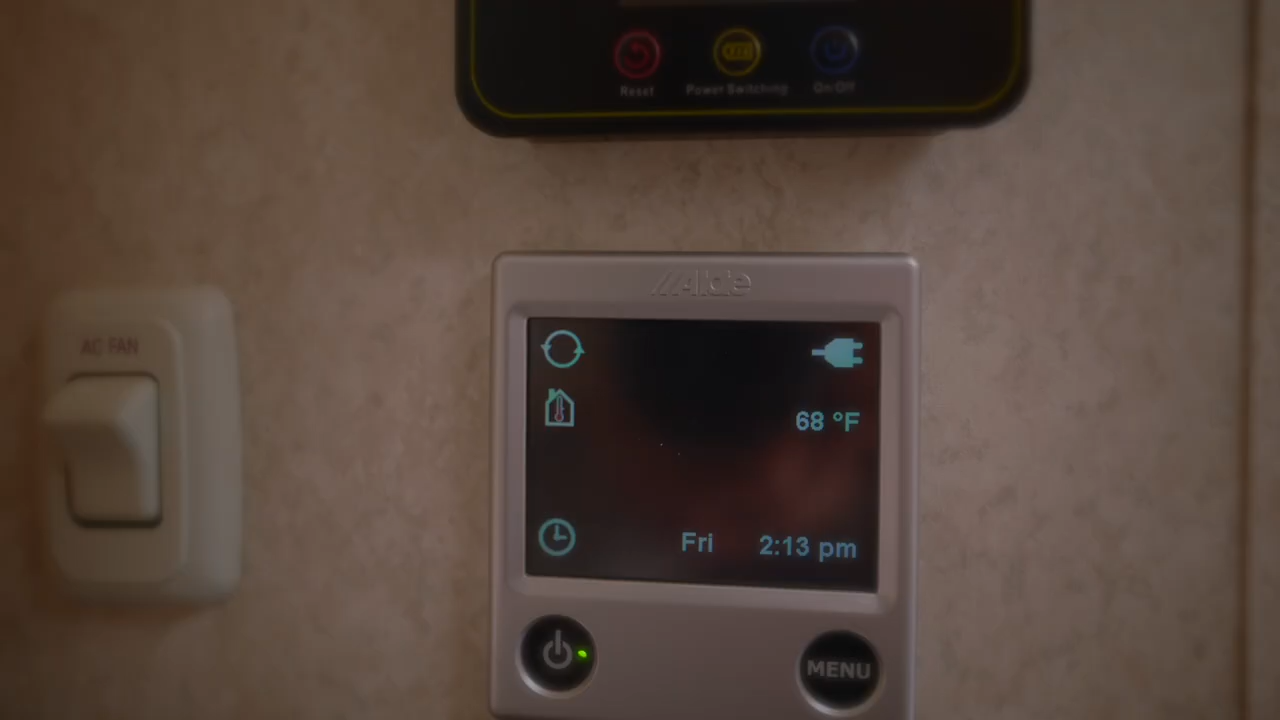 Reset Power Switching On/Off
Alde
AC FAN
68 °F
Fri 2:13 pm
MENU